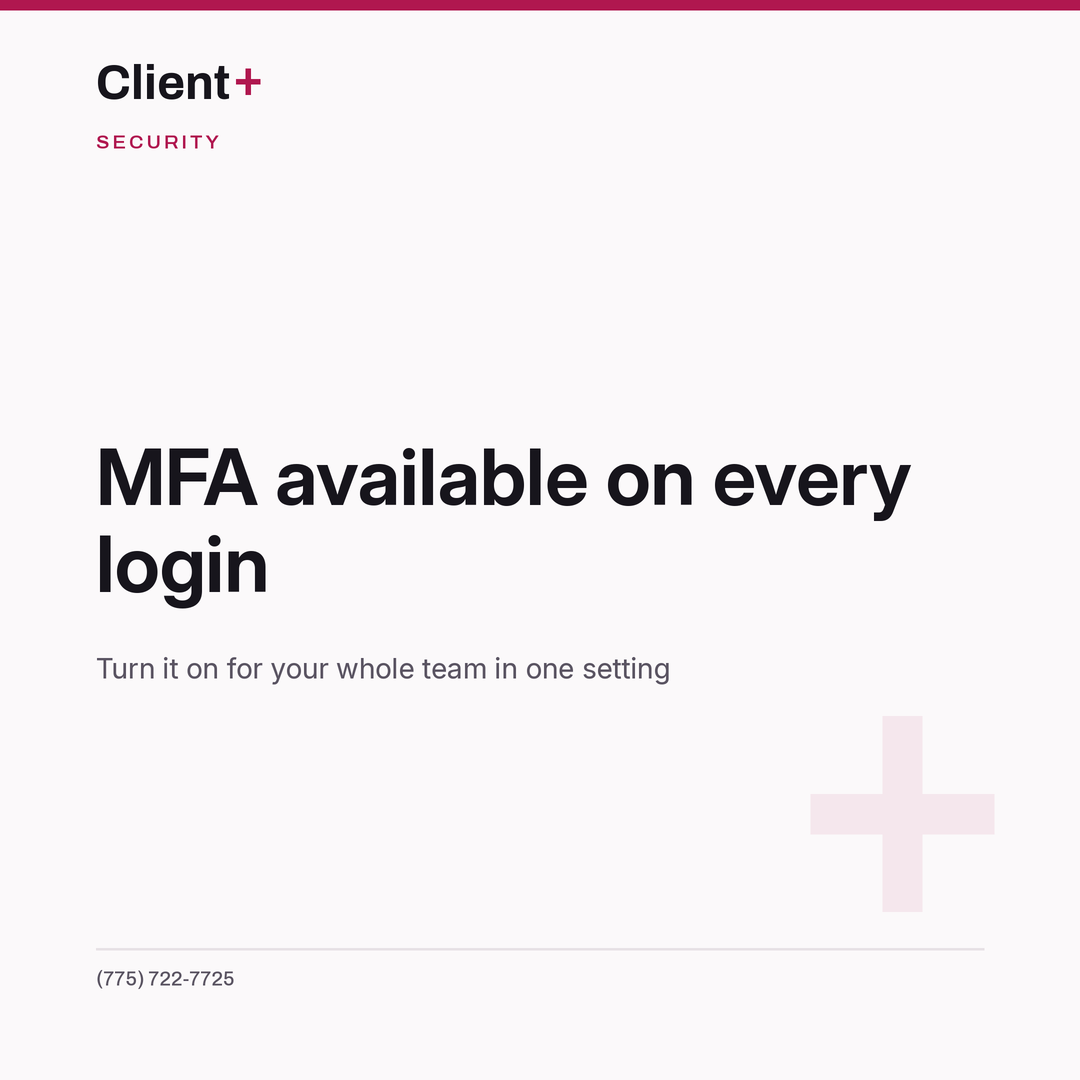 Client+
SECURITY
MFA available on every
login
Turn it on for your whole team in one setting
(775) 722-7725